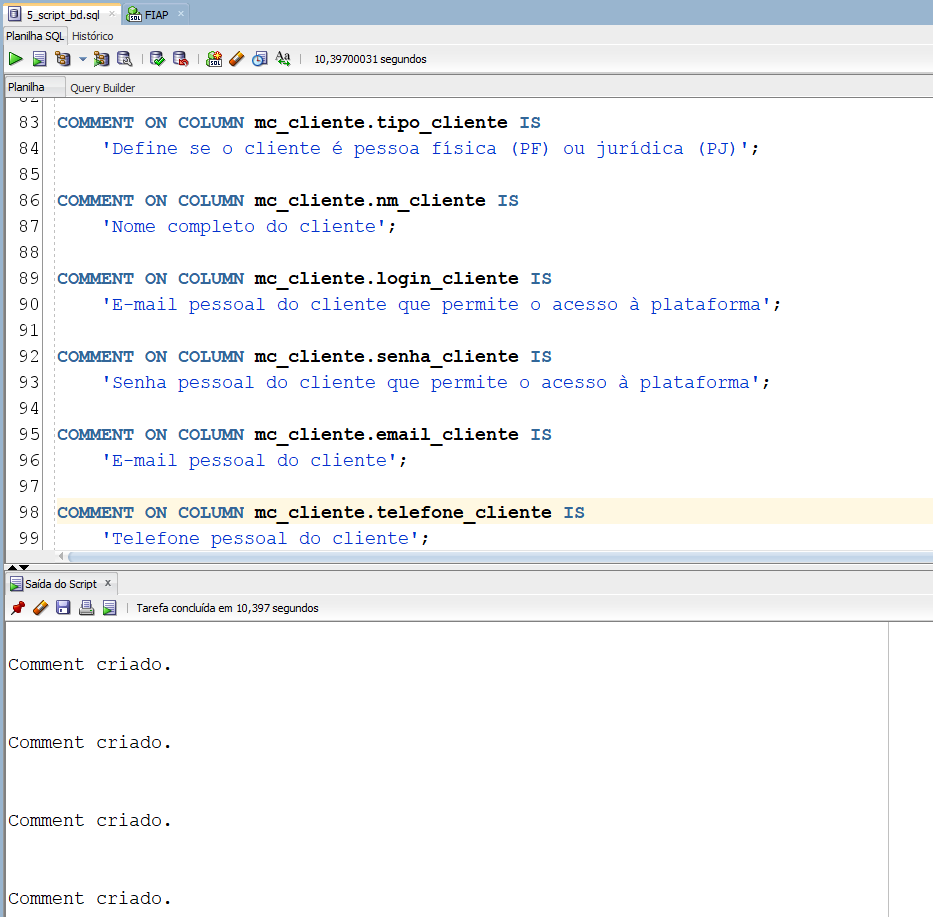 5_script_bd.sql FIAP
Planilha SQL Histórico
10,39700031 segundos
Planilha Query Builder
82
83 COMMENT ON COLUMN mc_cliente.tipo_cliente IS
84 'Define se o cliente é pessoa física (PF) ou jurídica (PJ)';
85
86 COMMENT ON COLUMN mc_cliente.nm_cliente IS
87 'Nome completo do cliente';
88
89 COMMENT ON COLUMN mc_cliente.login_cliente IS
90 'E-mail pessoal do cliente que permite o acesso à plataforma';
91
92 COMMENT ON COLUMN mc_cliente.senha_cliente IS
93 'Senha pessoal do cliente que permite o acesso à plataforma';
94
95 COMMENT ON COLUMN mc_cliente.email_cliente IS
96 'E-mail pessoal do cliente';
97
98 COMMENT ON COLUMN mc_cliente.telefone_cliente IS
99 'Telefone pessoal do cliente';
Saída do Script x
Tarefa concluída em 10,397 segundos
Comment criado.
Comment criado.
Comment criado.
Comment criado.